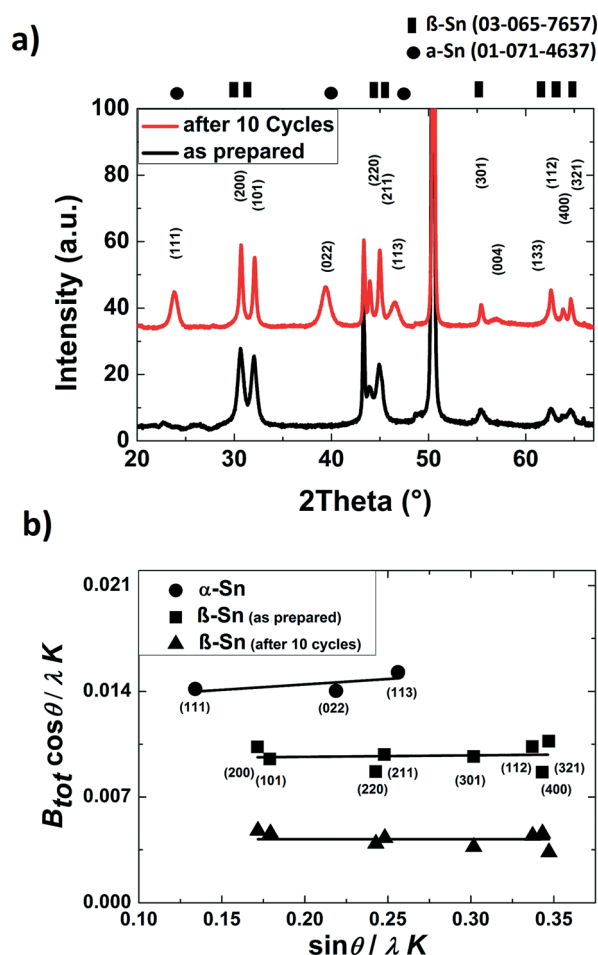 ß-Sn (03-065-7657)
a)
a-Sn (01-071-4637)
100
80
60
40
20
0
Intensity (a.u.)
after 10 Cycles
as prepared
(111)
(200)
(101)
(022)
(220)
(211)
(113)
(301)
(004)
(133)
(112)
(400)
(321)
20 30 40 50 60
2Theta (°)
b)
0.021
0.014
0.007
0.000
B_tot cosθ / λ K
α-Sn
ß-Sn (as prepared)
ß-Sn (after 10 cycles)
(111)
(022)
(113)
(200)
(101)
(220)
(211)
(301)
(112)
(321)
(400)
0.10 0.15 0.20 0.25 0.30 0.35
sinθ / λ K